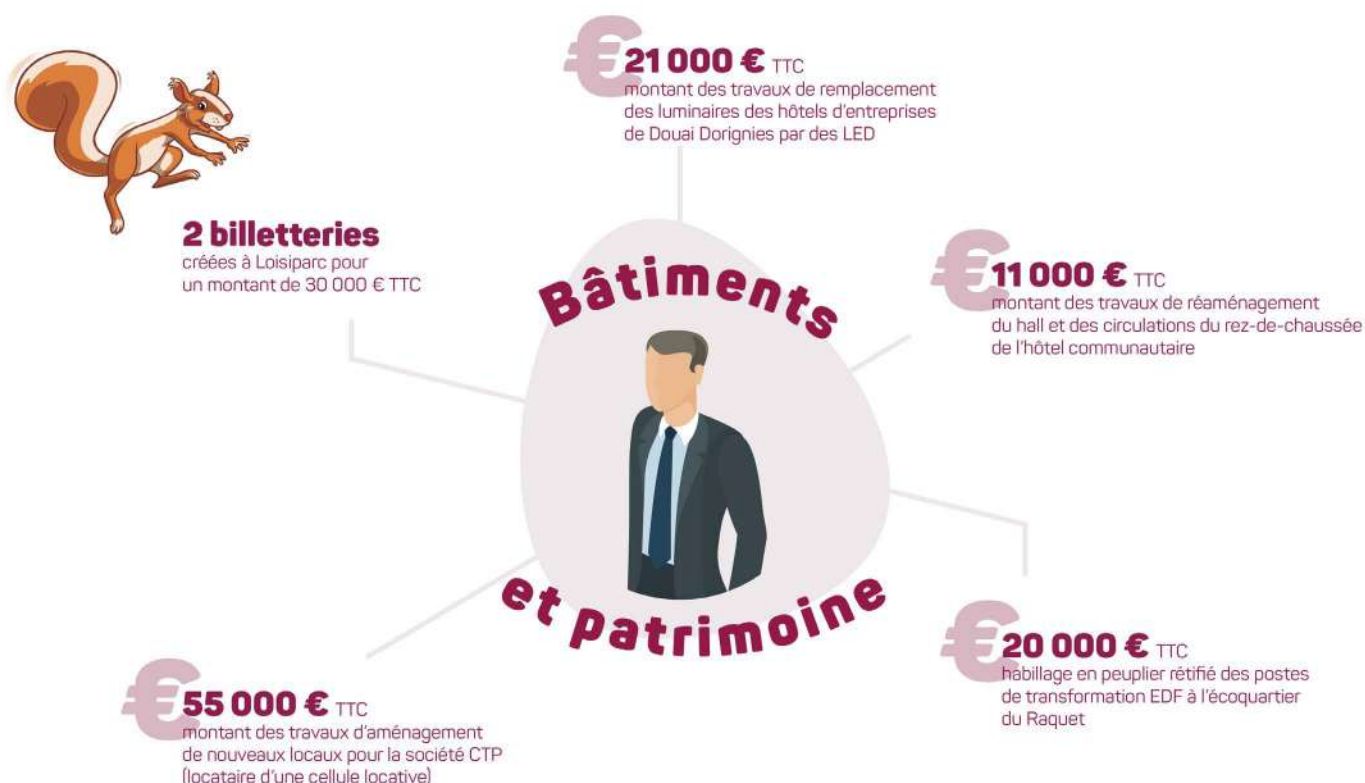 21 000 € TTC
montant des travaux de remplacement
des luminaires des hôtels d'entreprises
de Douai Dorignies par des LED
2 billetteries
créées à Loisiparc pour
un montant de 30 000 € TTC
11 000 € TTC
montant des travaux de réaménagement
du hall et des circulations du rez-de-chaussée
de l'hôtel communautaire
Bâtiments
et patrimoine
20 000 € TTC
habillage en peuplier rétifié des postes
de transformation EDF à l'écoquartier
du Raquet
55 000 € TTC
montant des travaux d'aménagement
de nouveaux locaux pour la société CTP
(locataire d'une cellule locative)